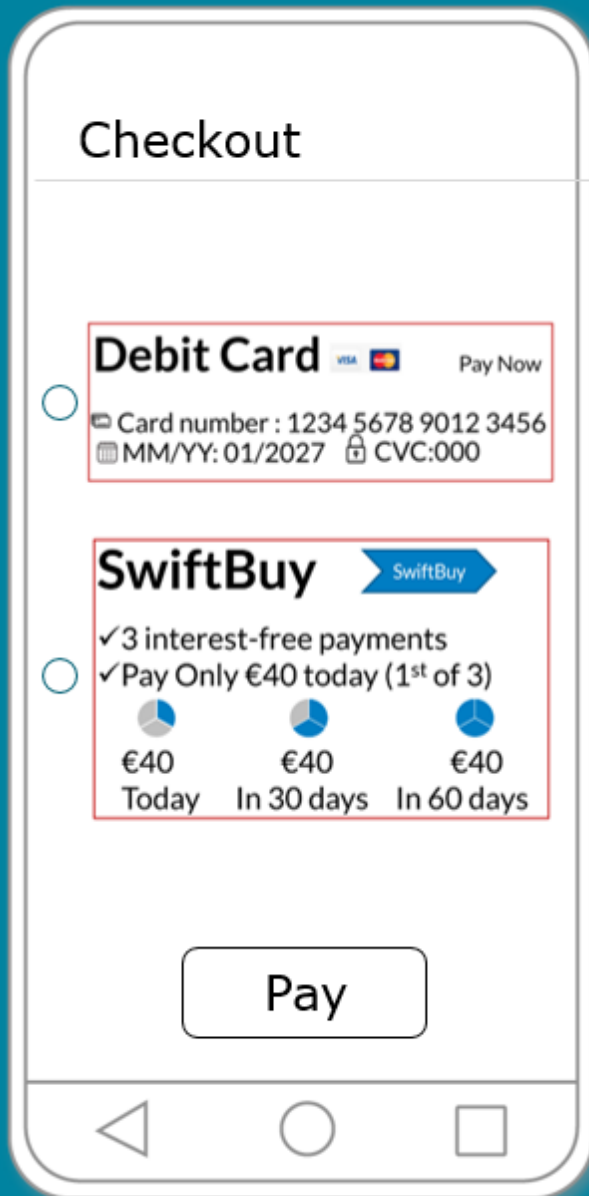 Checkout
Debit Card VISA Pay Now
Card number : 1234 5678 9012 3456
MM/YY: 01/2027 CVC:000
SwiftBuy SwiftBuy
✓3 interest-free payments
✓Pay Only €40 today (1st of 3)
€40 €40 €40
Today In 30 days In 60 days
Pay